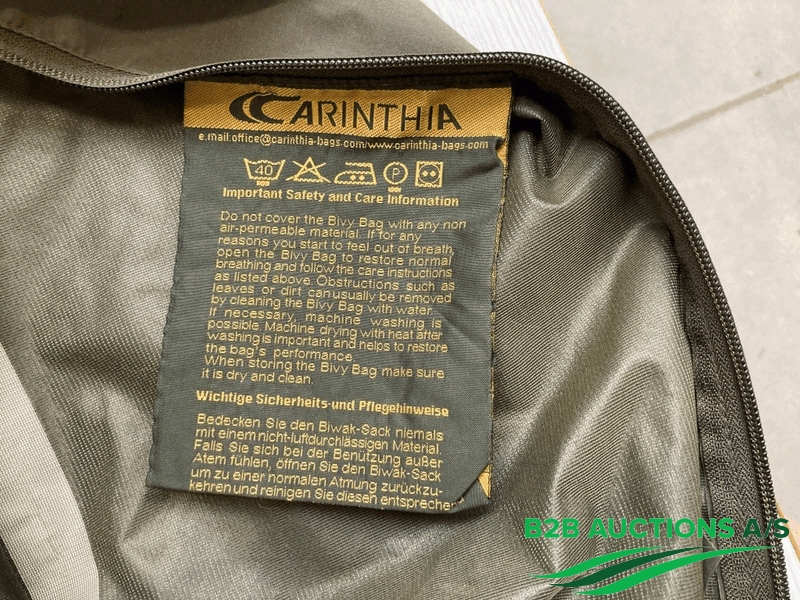 CARINTHIA
e.mail:office@carinthia-bags.com/www.carinthia-bags.com
40 P
Important Safety and Care Information
Do not cover the Bivy Bag with any non
air-permeable material. If for any
reasons you start to feel out of breath,
open the Bivy Bag to restore normal
breathing and follow the care instructions
as listed above. Obstructions such as
leaves or dirt can usually be removed
by cleaning the Bivy Bag with water.
If necessary, machine washing is
possible. Machine drying with heat after
washing is important and helps to restore
the bag's performance.
When storing the Bivy Bag make sure
it is dry and clean.
Wichtige Sicherheits-und Pflegehinweise
Bedecken Sie den Biwak-Sack niemals
mit einem nicht-luftdurchlässigen Material.
Falls Sie sich bei der Benützung außer
Atem fühlen, öffnen Sie den Biwak-Sack
um zu einer normalen Atmung zurückzu-
kehren und reinigen Sie diesen entsprechen
B2B AUCTIONS A/S